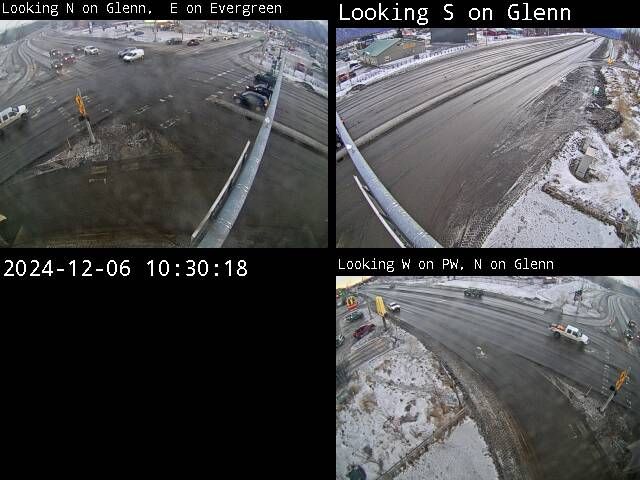 Looking N on Glenn,  E on Evergreen
Looking S on Glenn
2024-12-06 10:30:18
Looking W on PW, N on Glenn